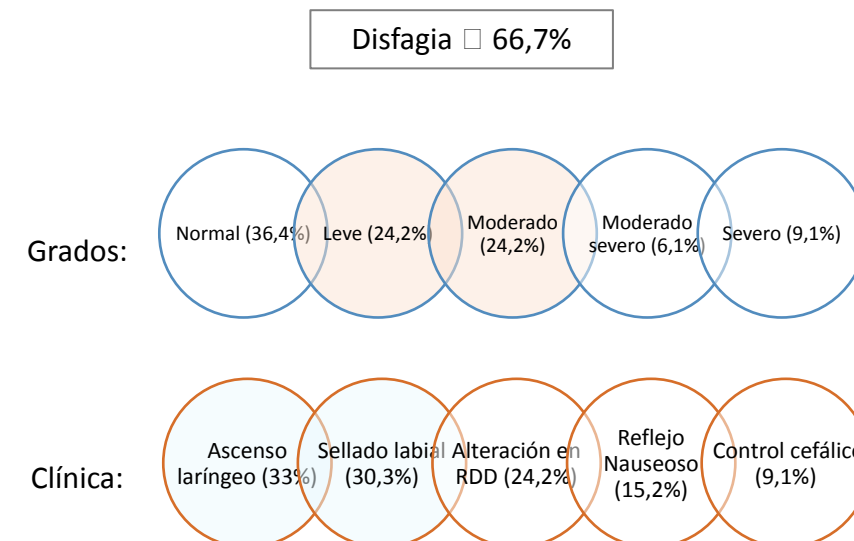 Disfagia □ 66,7%
Grados:
Normal (36,4%)
Leve (24,2%)
Moderado
(24,2%)
Moderado
severo (6,1%)
Severo (9,1%)
Clínica:
Ascenso
laríngeo (33%)
Sellado labial
(30,3%)
Alteración en
RDD (24,2%)
Reflejo
Nauseoso
(15,2%)
Control cefálico
(9,1%)